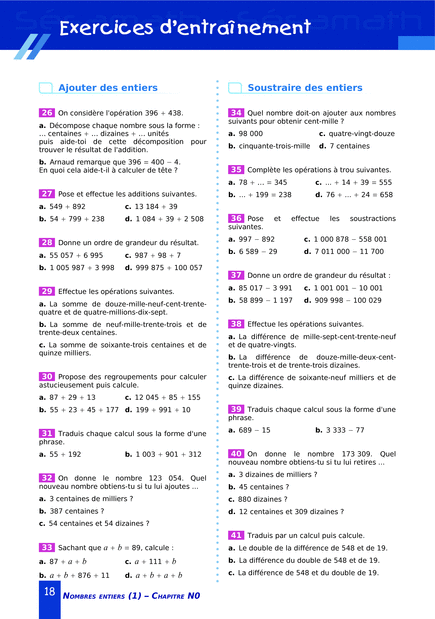 Exercices d'entraînement
Ajouter des entiers
26 On considère l'opération 396 + 438.
a. Décompose chaque nombre sous la forme :
... centaines + ... dizaines + ... unités
puis aide-toi de cette décomposition pour
trouver le résultat de l'addition.
b. Arnaud remarque que 396 = 400 − 4.
En quoi cela aide-t-il à calculer de tête ?
27 Pose et effectue les additions suivantes.
a. 549 + 892 c. 13 184 + 39
b. 54 + 799 + 238 d. 1 084 + 39 + 2 508
28 Donne un ordre de grandeur du résultat.
a. 55 057 + 6 995 c. 987 + 98 + 7
b. 1 005 987 + 3 998 d. 999 875 + 100 057
29 Effectue les opérations suivantes.
a. La somme de douze-mille-neuf-cent-trente-
quatre et de quatre-millions-dix-sept.
b. La somme de neuf-mille-trente-trois et de
trente-deux centaines.
c. La somme de soixante-trois centaines et de
quinze milliers.
30 Propose des regroupements pour calculer
astucieusement puis calcule.
a. 87 + 29 + 13 c. 12 045 + 85 + 155
b. 55 + 23 + 45 + 177 d. 199 + 991 + 10
31 Traduis chaque calcul sous la forme d'une
phrase.
a. 55 + 192 b. 1 003 + 901 + 312
32 On donne le nombre 123 054. Quel
nouveau nombre obtiens-tu si tu lui ajoutes ...
a. 3 centaines de milliers ?
b. 387 centaines ?
c. 54 centaines et 54 dizaines ?
33 Sachant que a + b = 89, calcule :
a. 87 + a + b c. a + 111 + b
b. a + b + 876 + 11 d. a + b + a + b
Soustraire des entiers
34 Quel nombre doit-on ajouter aux nombres
suivants pour obtenir cent-mille ?
a. 98 000 c. quatre-vingt-douze
b. cinquante-trois-mille d. 7 centaines
35 Complète les opérations à trous suivantes.
a. 78 + ... = 345 c. ... + 14 + 39 = 555
b. ... + 199 = 238 d. 76 + ... + 24 = 658
36 Pose et effectue les soustractions
suivantes.
a. 997 − 892 c. 1 000 878 − 558 001
b. 6 589 − 29 d. 7 011 000 − 11 700
37 Donne un ordre de grandeur du résultat :
a. 85 017 − 3 991 c. 1 001 001 − 10 001
b. 58 899 − 1 197 d. 909 998 − 100 029
38 Effectue les opérations suivantes.
a. La différence de mille-sept-cent-trente-neuf
et de quatre-vingts.
b. La différence de douze-mille-deux-cent-
trente-trois et de trente-trois dizaines.
c. La différence de soixante-neuf milliers et de
quinze dizaines.
39 Traduis chaque calcul sous la forme d'une
phrase.
a. 689 − 15 b. 3 333 − 77
40 On donne le nombre 173 309. Quel
nouveau nombre obtiens-tu si tu lui retires ...
a. 3 dizaines de milliers ?
b. 45 centaines ?
c. 880 dizaines ?
d. 12 centaines et 309 dizaines ?
41 Traduis par un calcul puis calcule.
a. Le double de la différence de 548 et de 19.
b. La différence du double de 548 et de 19.
c. La différence de 548 et du double de 19.
18 NOMBRES ENTIERS (1) – CHAPITRE N0